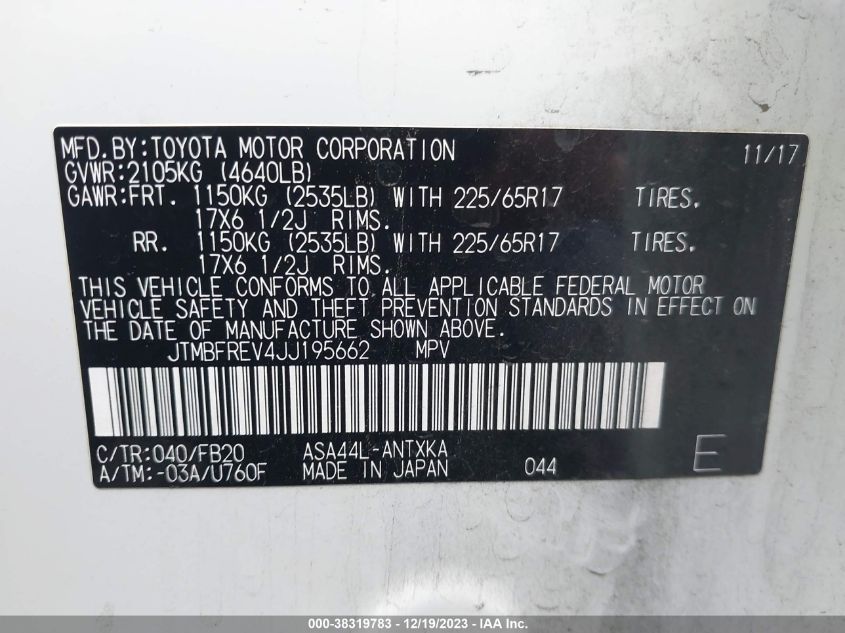 MFD.BY:TOYOTA MOTOR CORPORATION 11/17
GVWR:2105KG (4640LB)
GAWR:FRT. 1150KG (2535LB) WITH 225/65R17 TIRES.
17X6 1/2J RIMS.
RR. 1150KG (2535LB) WITH 225/65R17 TIRES.
17X6 1/2J RIMS.
THIS VEHICLE CONFORMS TO ALL APPLICABLE FEDERAL MOTOR
VEHICLE SAFETY AND THEFT PREVENTION STANDARDS IN EFFECT ON
THE DATE OF MANUFACTURE SHOWN ABOVE.
JTMBFREV4JJ195662 MPV
C/TR:040/FB20 ASA44L-ANTXKA
A/TM:-03A/U760F MADE IN JAPAN 044 E
000-38319783 - 12/19/2023 - IAA Inc.